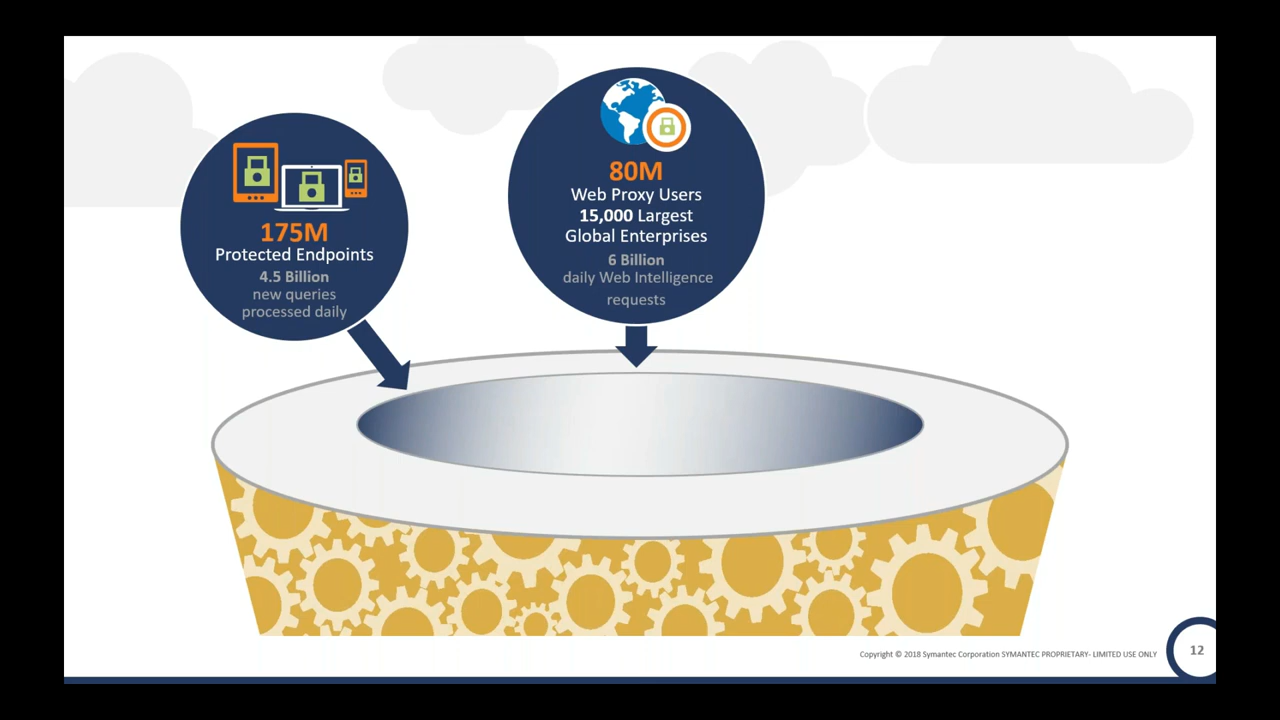 175M
Protected Endpoints
4.5 Billion
new queries
processed daily
80M
Web Proxy Users
15,000 Largest
Global Enterprises
6 Billion
daily Web Intelligence
requests
Copyright © 2018 Symantec Corporation SYMANTEC PROPRIETARY- LIMITED USE ONLY
12